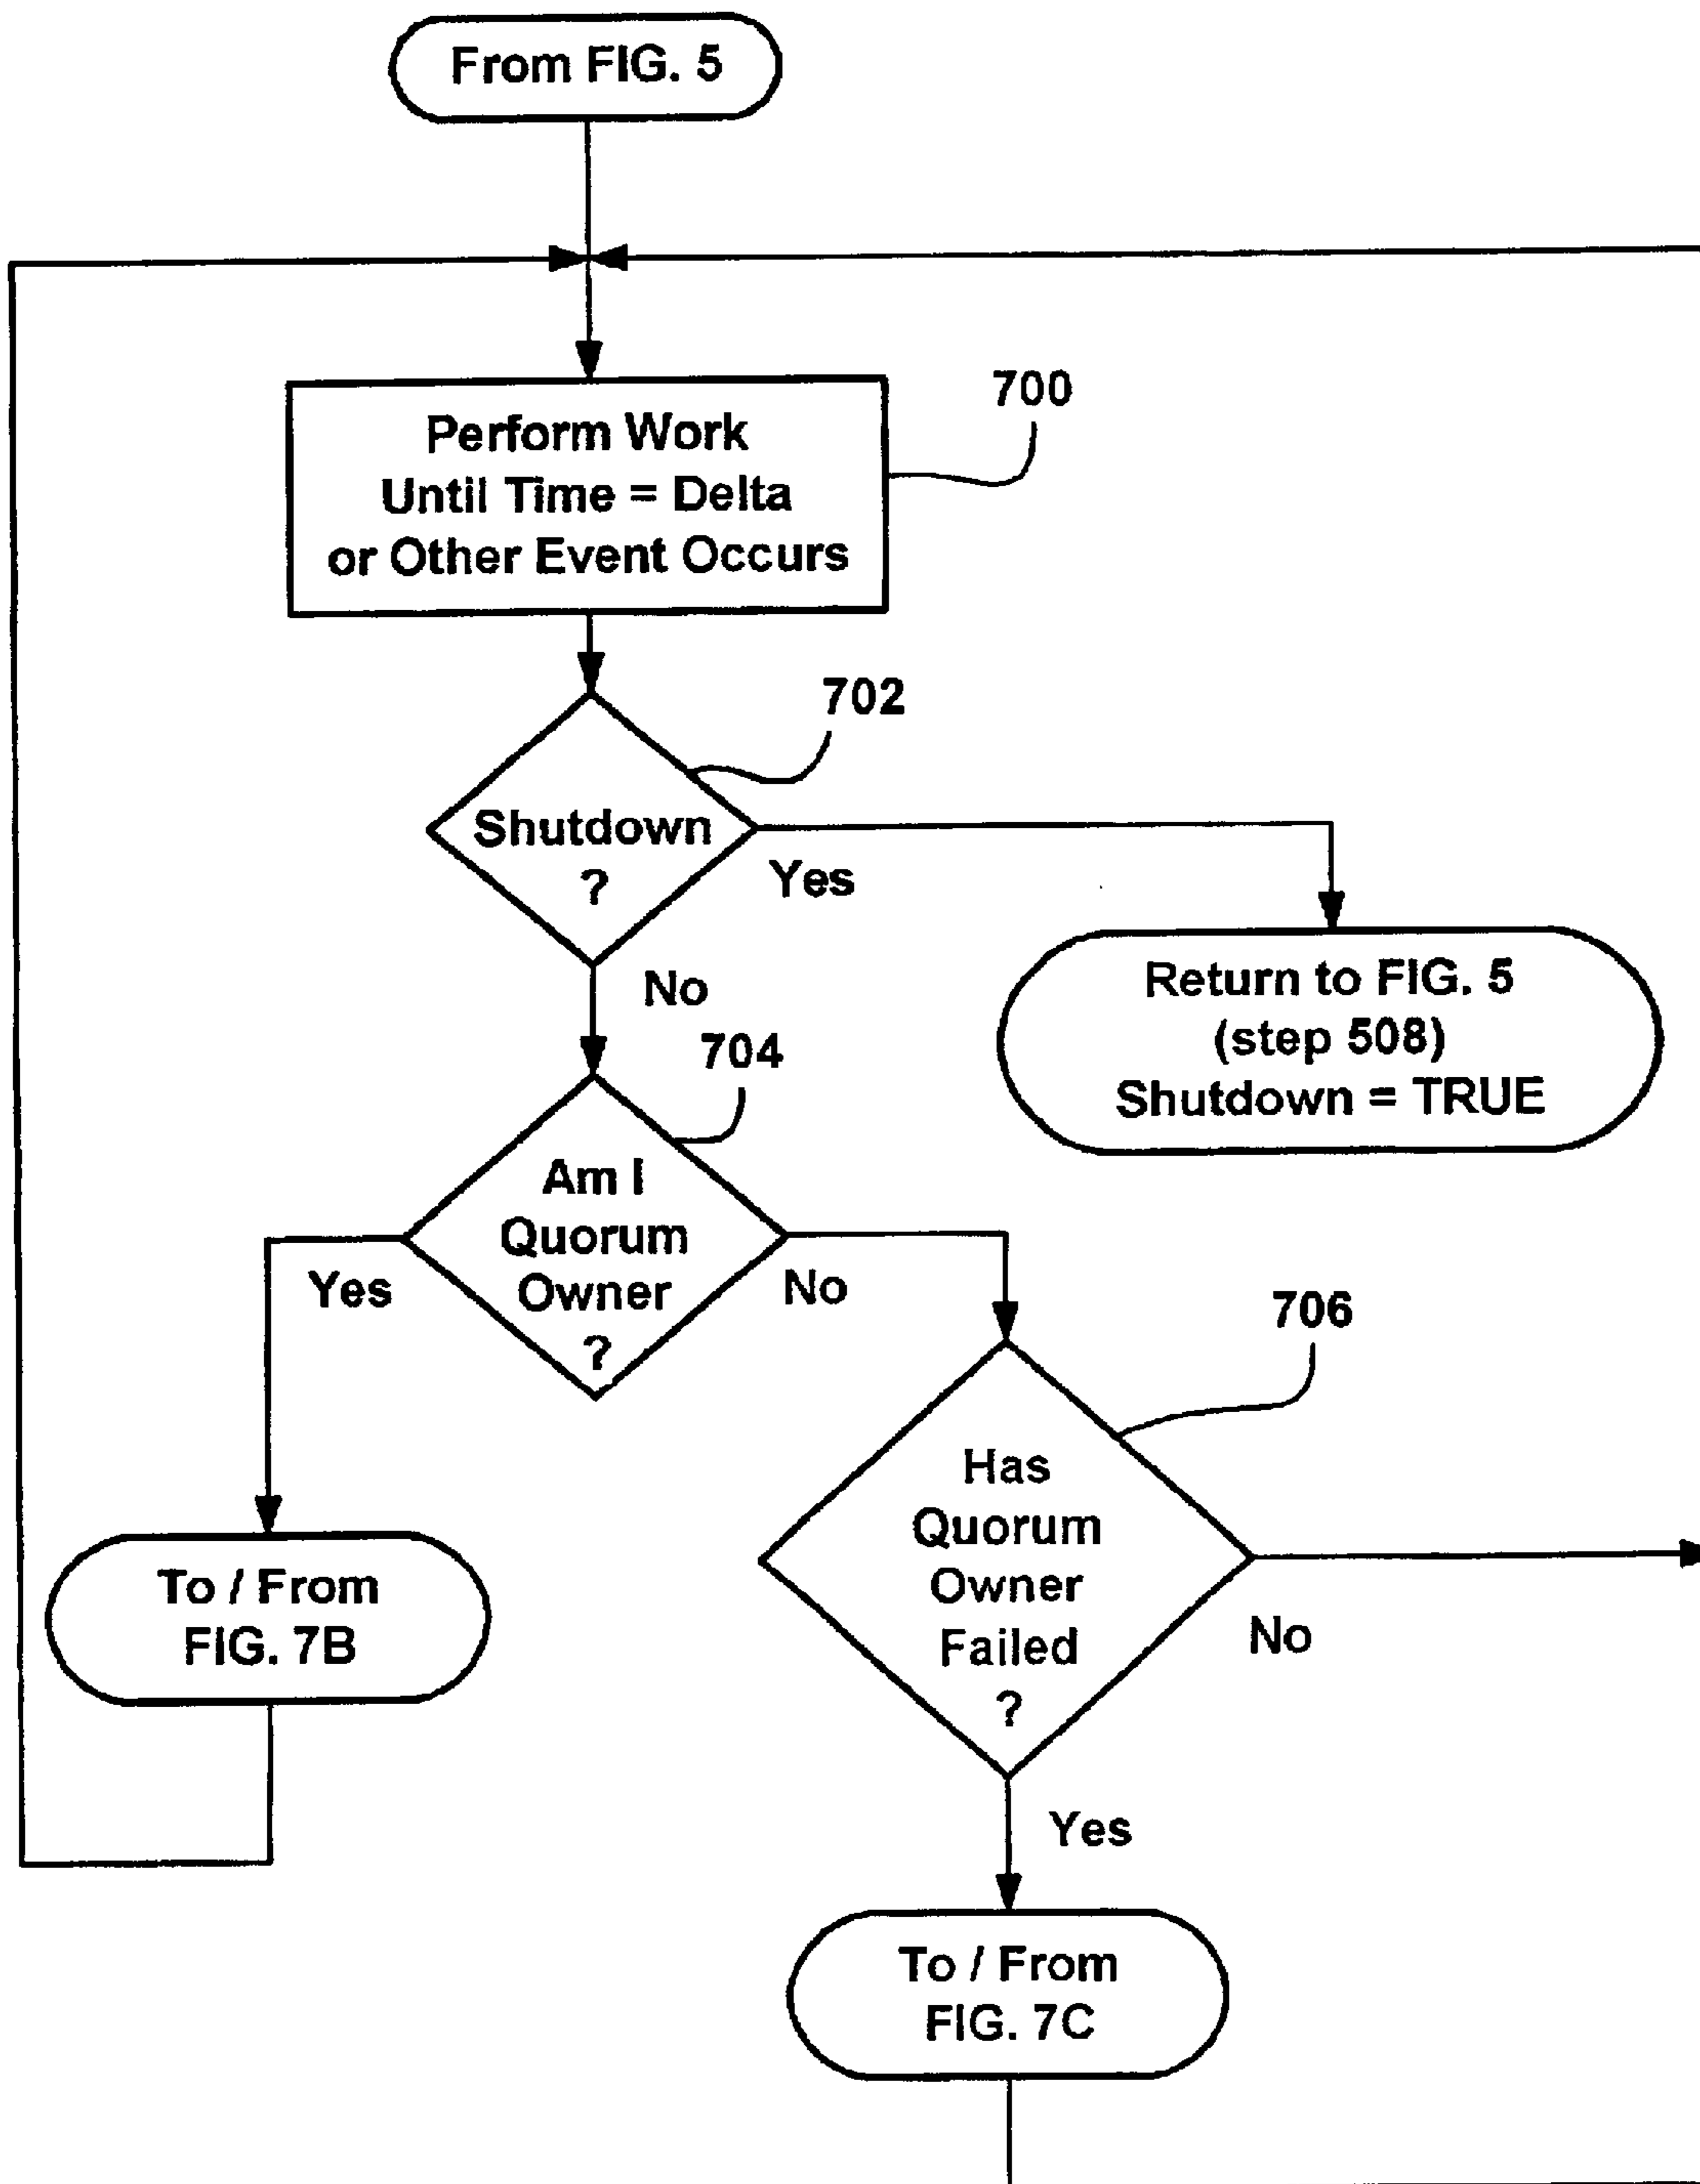 From FIG. 5
700
Perform Work
Until Time = Delta
or Other Event Occurs
702
Shutdown
?
Yes
No
Return to FIG. 5
(step 508)
Shutdown = TRUE
704
Am I
Quorum
Owner
?
Yes
No
706
Has
Quorum
Owner
Failed
?
No
Yes
To / From
FIG. 7B
To / From
FIG. 7C